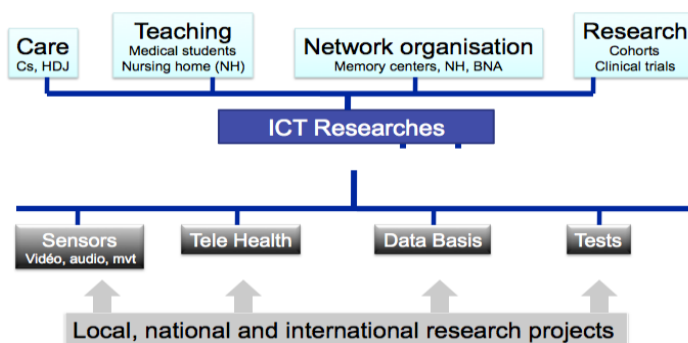 Care
Cs, HDJ
Teaching
Medical students
Nursing home (NH)
Network organisation
Memory centers, NH, BNA
Research
Cohorts
Clinical trials
ICT Researches
Sensors
Vidéo, audio, mvt
Tele Health
Data Basis
Tests
Local, national and international research projects